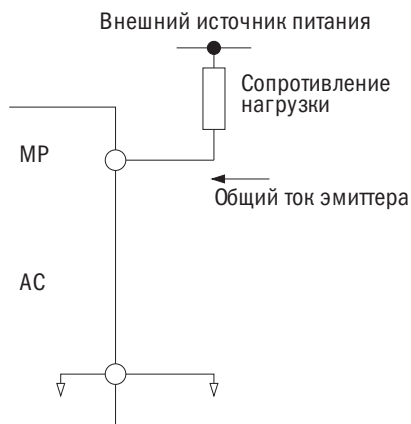 Внешний источник питания
Сопротивление
нагрузки
MP
Общий ток эмиттера
AC